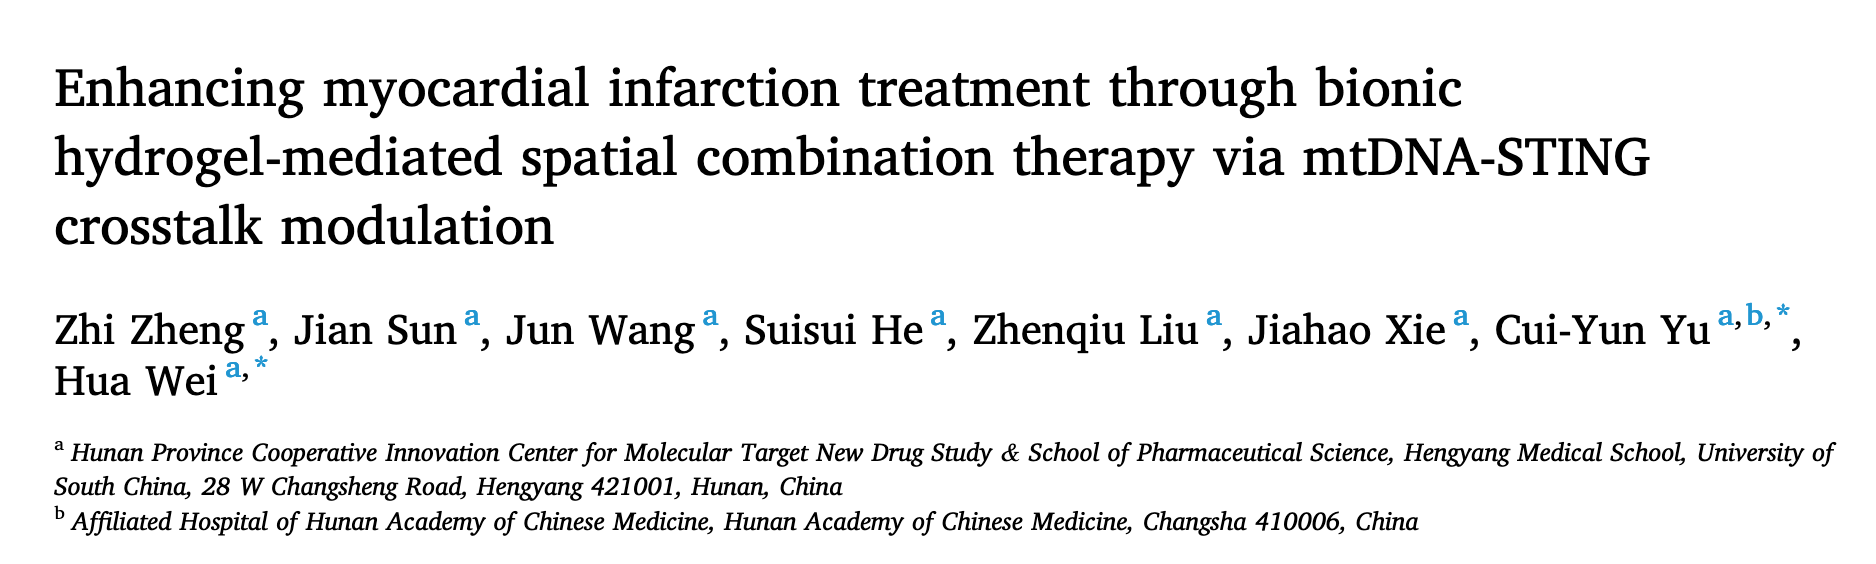 Enhancing myocardial infarction treatment through bionic
hydrogel-mediated spatial combination therapy via mtDNA-STING
crosstalk modulation
Zhi Zheng a, Jian Sun a, Jun Wang a, Suisui He a, Zhenqiu Liu a, Jiahao Xie a, Cui-Yun Yu a,b,*,
Hua Wei a,*
a Hunan Province Cooperative Innovation Center for Molecular Target New Drug Study & School of Pharmaceutical Science, Hengyang Medical School, University of
South China, 28 W Changsheng Road, Hengyang 421001, Hunan, China
b Affiliated Hospital of Hunan Academy of Chinese Medicine, Hunan Academy of Chinese Medicine, Changsha 410006, China